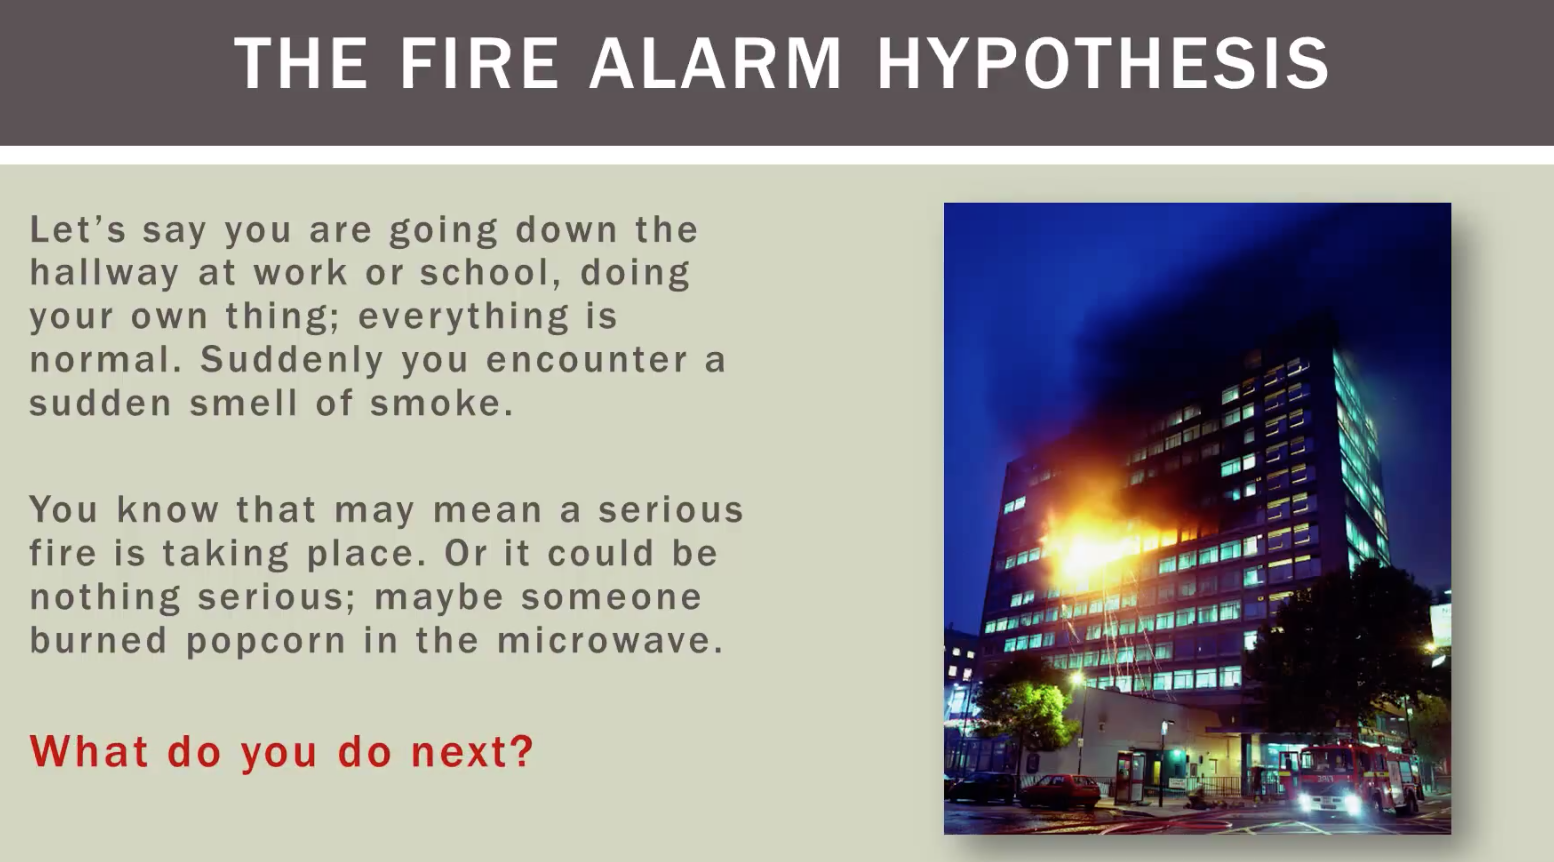 THE FIRE ALARM HYPOTHESIS
Let’s say you are going down the
hallway at work or school, doing
your own thing; everything is
normal. Suddenly you encounter a
sudden smell of smoke.
You know that may mean a serious
fire is taking place. Or it could be
nothing serious; maybe someone
burned popcorn in the microwave.
What do you do next?